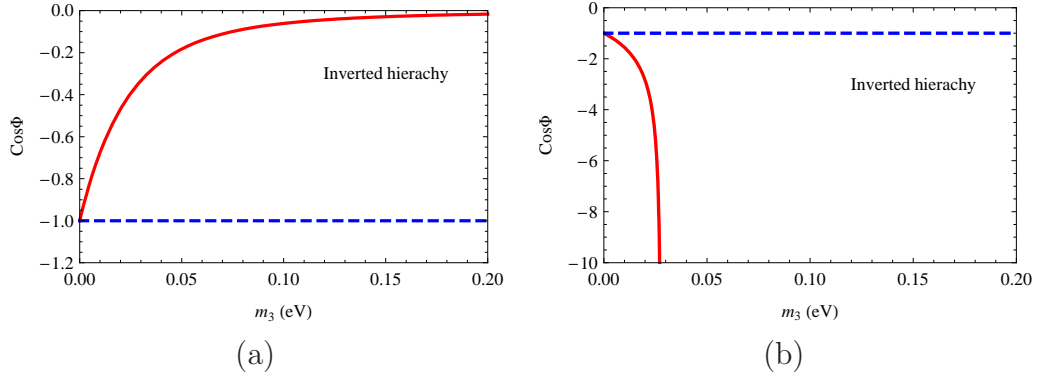 0.0
−0.2
−0.4
−0.6
−0.8
−1.0
−1.2
CosΦ
Inverted hierachy
0.00 0.05 0.10 0.15 0.20
m3 (eV)
(a)
0
−2
−4
−6
−8
−10
CosΦ
Inverted hierachy
0.00 0.05 0.10 0.15 0.20
m3 (eV)
(b)